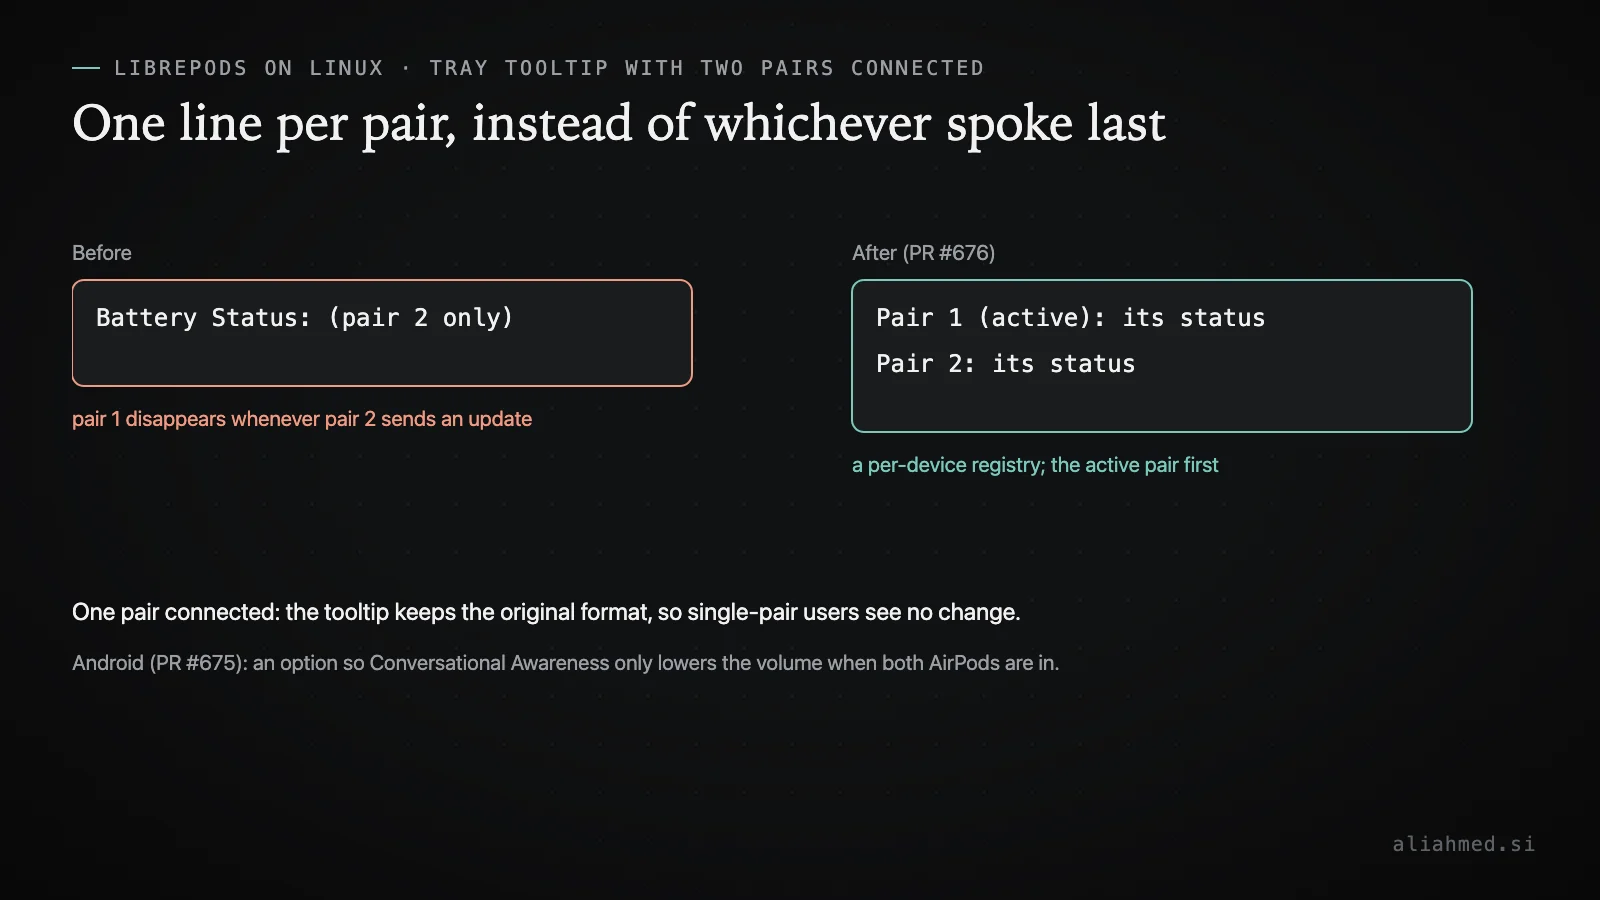 LIBREPODS ON LINUX · TRAY TOOLTIP WITH TWO PAIRS CONNECTED
One line per pair, instead of whichever spoke last
Before
Battery Status: (pair 2 only)
pair 1 disappears whenever pair 2 sends an update
After (PR #676)
Pair 1 (active): its status
Pair 2: its status
a per-device registry; the active pair first
One pair connected: the tooltip keeps the original format, so single-pair users see no change.
Android (PR #675): an option so Conversational Awareness only lowers the volume when both AirPods are in.
aliahmed.si